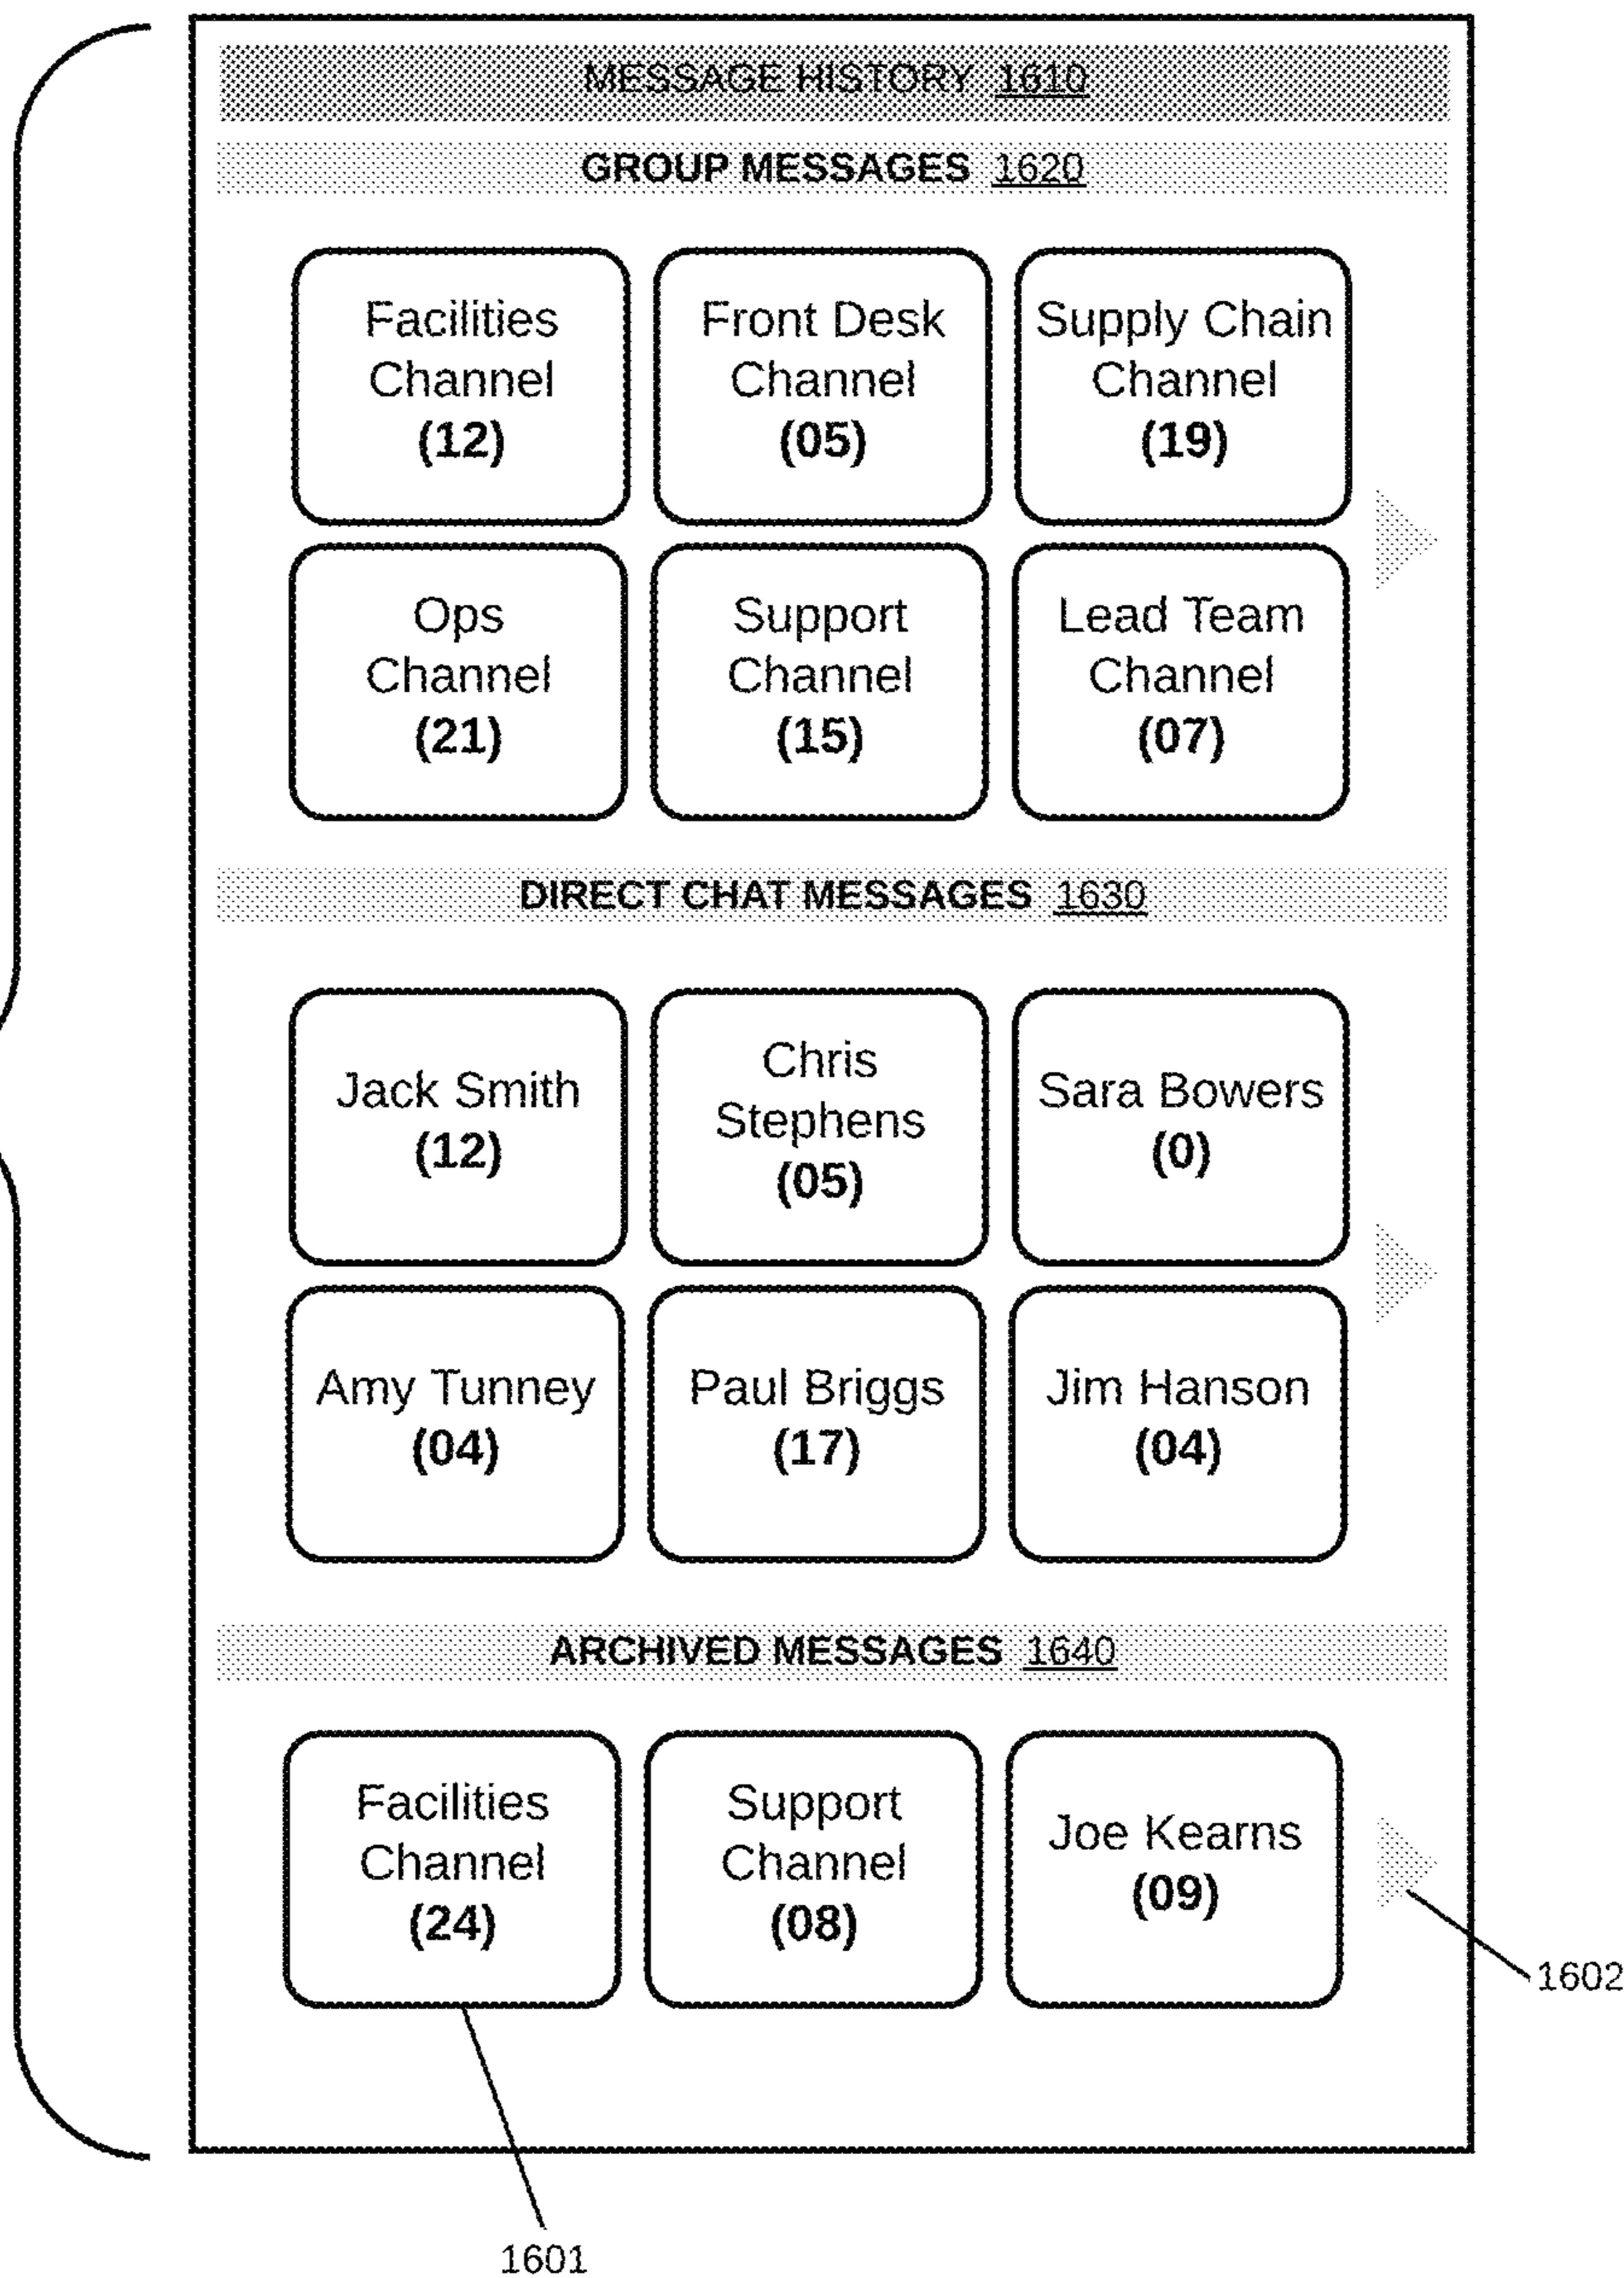 MESSAGE HISTORY 1610
GROUP MESSAGES 1620
Facilities
Channel
(12)
Front Desk
Channel
(05)
Supply Chain
Channel
(19)
Ops
Channel
(21)
Support
Channel
(15)
Lead Team
Channel
(07)
DIRECT CHAT MESSAGES 1630
Jack Smith
(12)
Chris
Stephens
(05)
Sara Bowers
(0)
Amy Tunney
(04)
Paul Briggs
(17)
Jim Hanson
(04)
ARCHIVED MESSAGES 1640
Facilities
Channel
(24)
Support
Channel
(08)
Joe Kearns
(09)
1602
1601